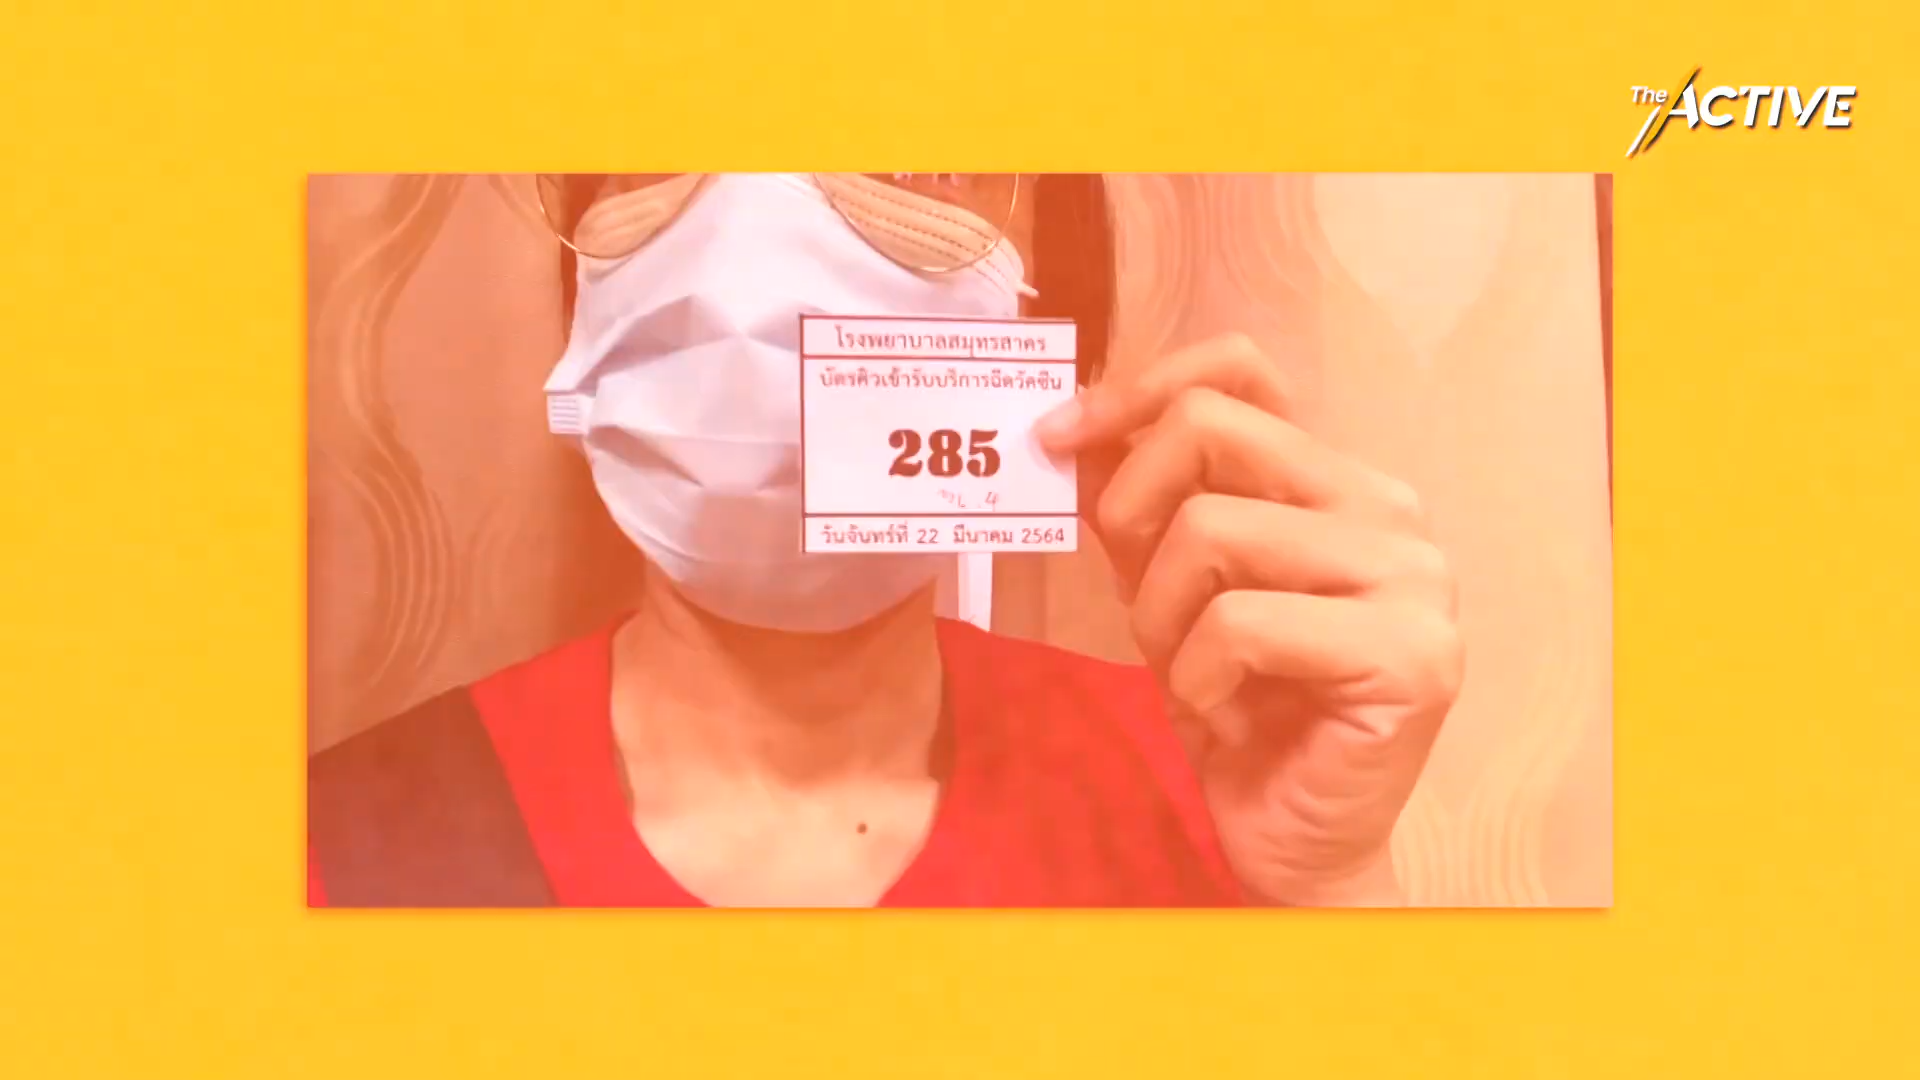 The ACTIVE
โรงพยาบาลสมุทรสาคร
บัตรคิวเข้ารับบริการฉีดวัคซีน
285
วันจันทร์ที่ 22 มีนาคม 2564